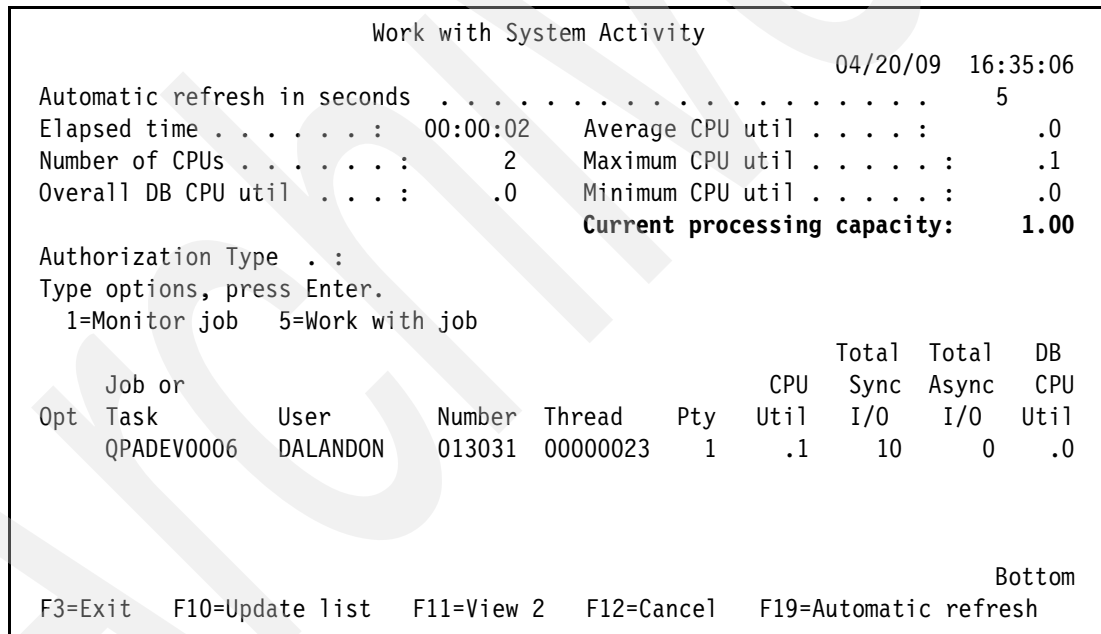 Work with System Activity
04/20/09 16:35:06
Automatic refresh in seconds . . . . . . . . . . . . . . . . . . . 5
Elapsed time . . . . . . : 00:00:02 Average CPU util . . . . : .0
Number of CPUs . . . . . . : 2 Maximum CPU util . . . . . : .1
Overall DB CPU util . . . : .0 Minimum CPU util . . . . . : .0
Current processing capacity: 1.00
Authorization Type . :
Type options, press Enter.
1=Monitor job 5=Work with job
Total Total DB
Job or CPU Sync Async CPU
Opt Task User Number Thread Pty Util I/O I/O Util
QPADEV0006 DALANDON 013031 00000023 1 .1 10 0 .0
Bottom
F3=Exit F10=Update list F11=View 2 F12=Cancel F19=Automatic refresh